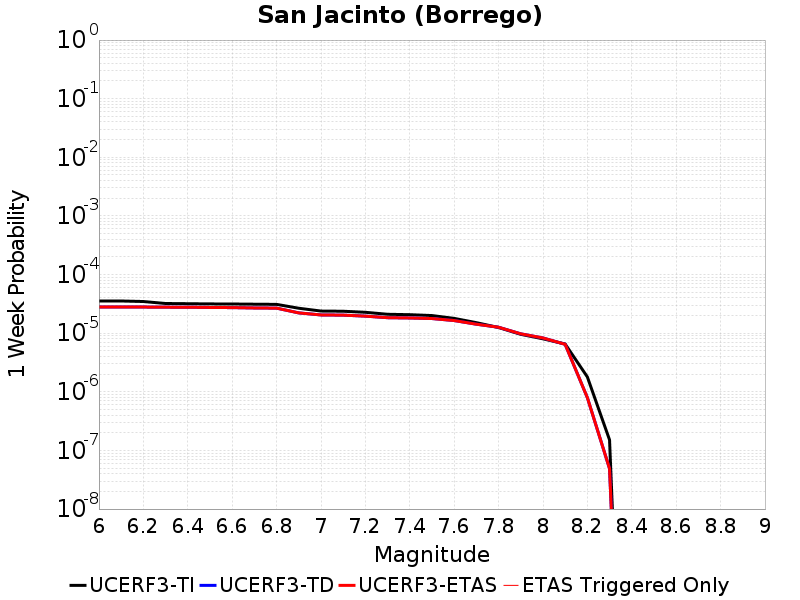 San Jacinto (Borrego)
1 Week Probability
10^0
10^-1
10^-2
10^-3
10^-4
10^-5
10^-6
10^-7
10^-8
6 6.2 6.4 6.6 6.8 7 7.2 7.4 7.6 7.8 8 8.2 8.4 8.6 8.8 9
Magnitude
UCERF3-TI UCERF3-TD UCERF3-ETAS ETAS Triggered Only